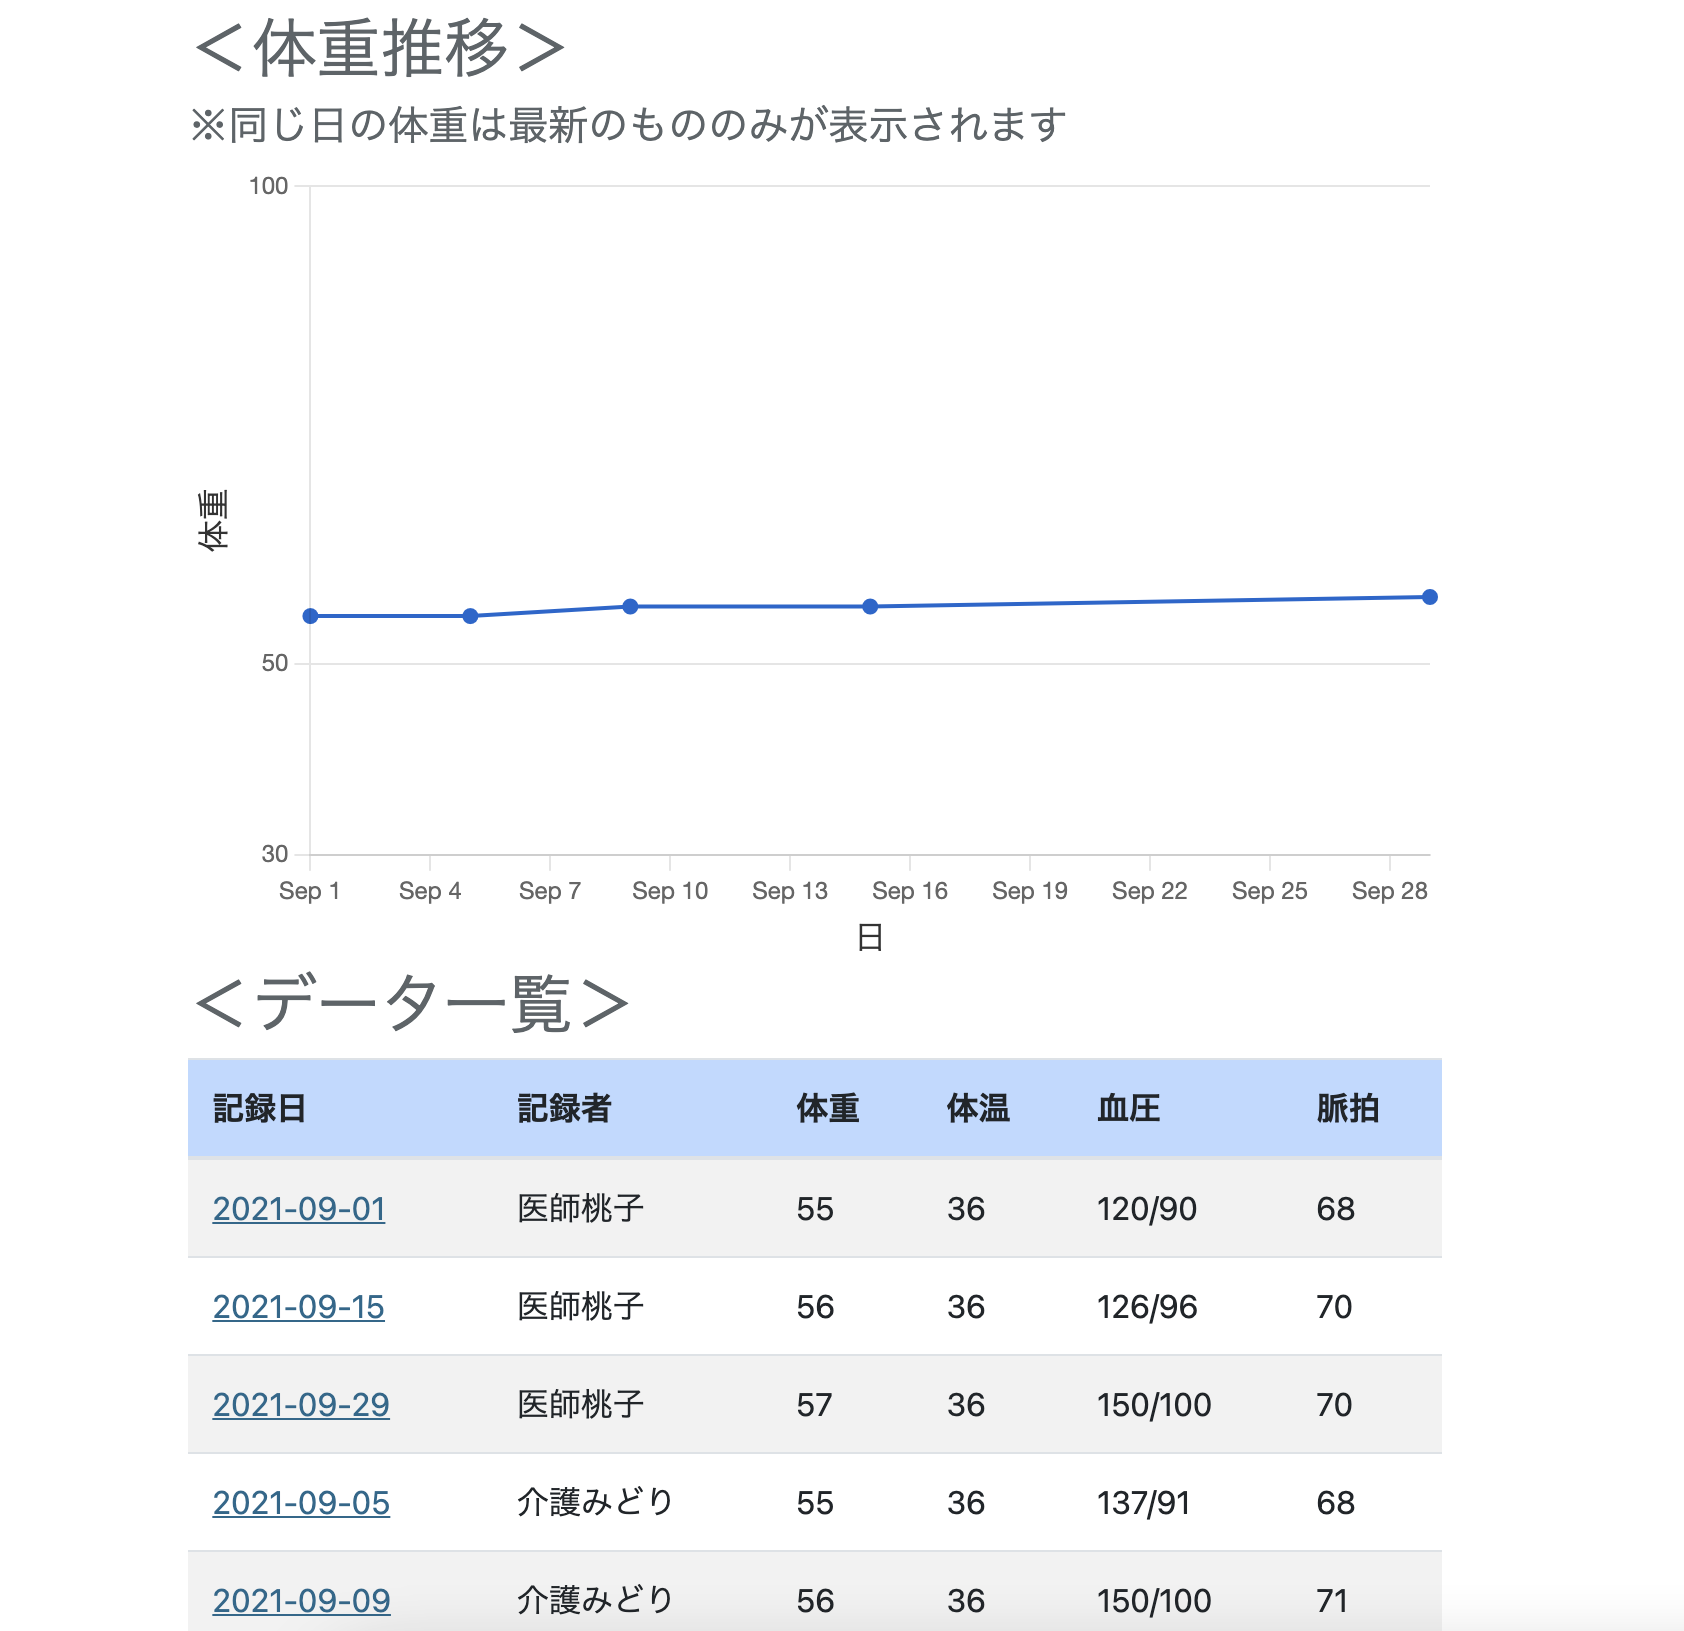 ＜体重推移＞
※同じ日の体重は最新のもののみが表示されます
100
体重
50
30
Sep 1 Sep 4 Sep 7 Sep 10 Sep 13 Sep 16 Sep 19 Sep 22 Sep 25 Sep 28
日
＜データ一覧＞
記録日 記録者 体重 体温 血圧 脈拍
2021-09-01 医師桃子 55 36 120/90 68
2021-09-15 医師桃子 56 36 126/96 70
2021-09-29 医師桃子 57 36 150/100 70
2021-09-05 介護みどり 55 36 137/91 68
2021-09-09 介護みどり 56 36 150/100 71